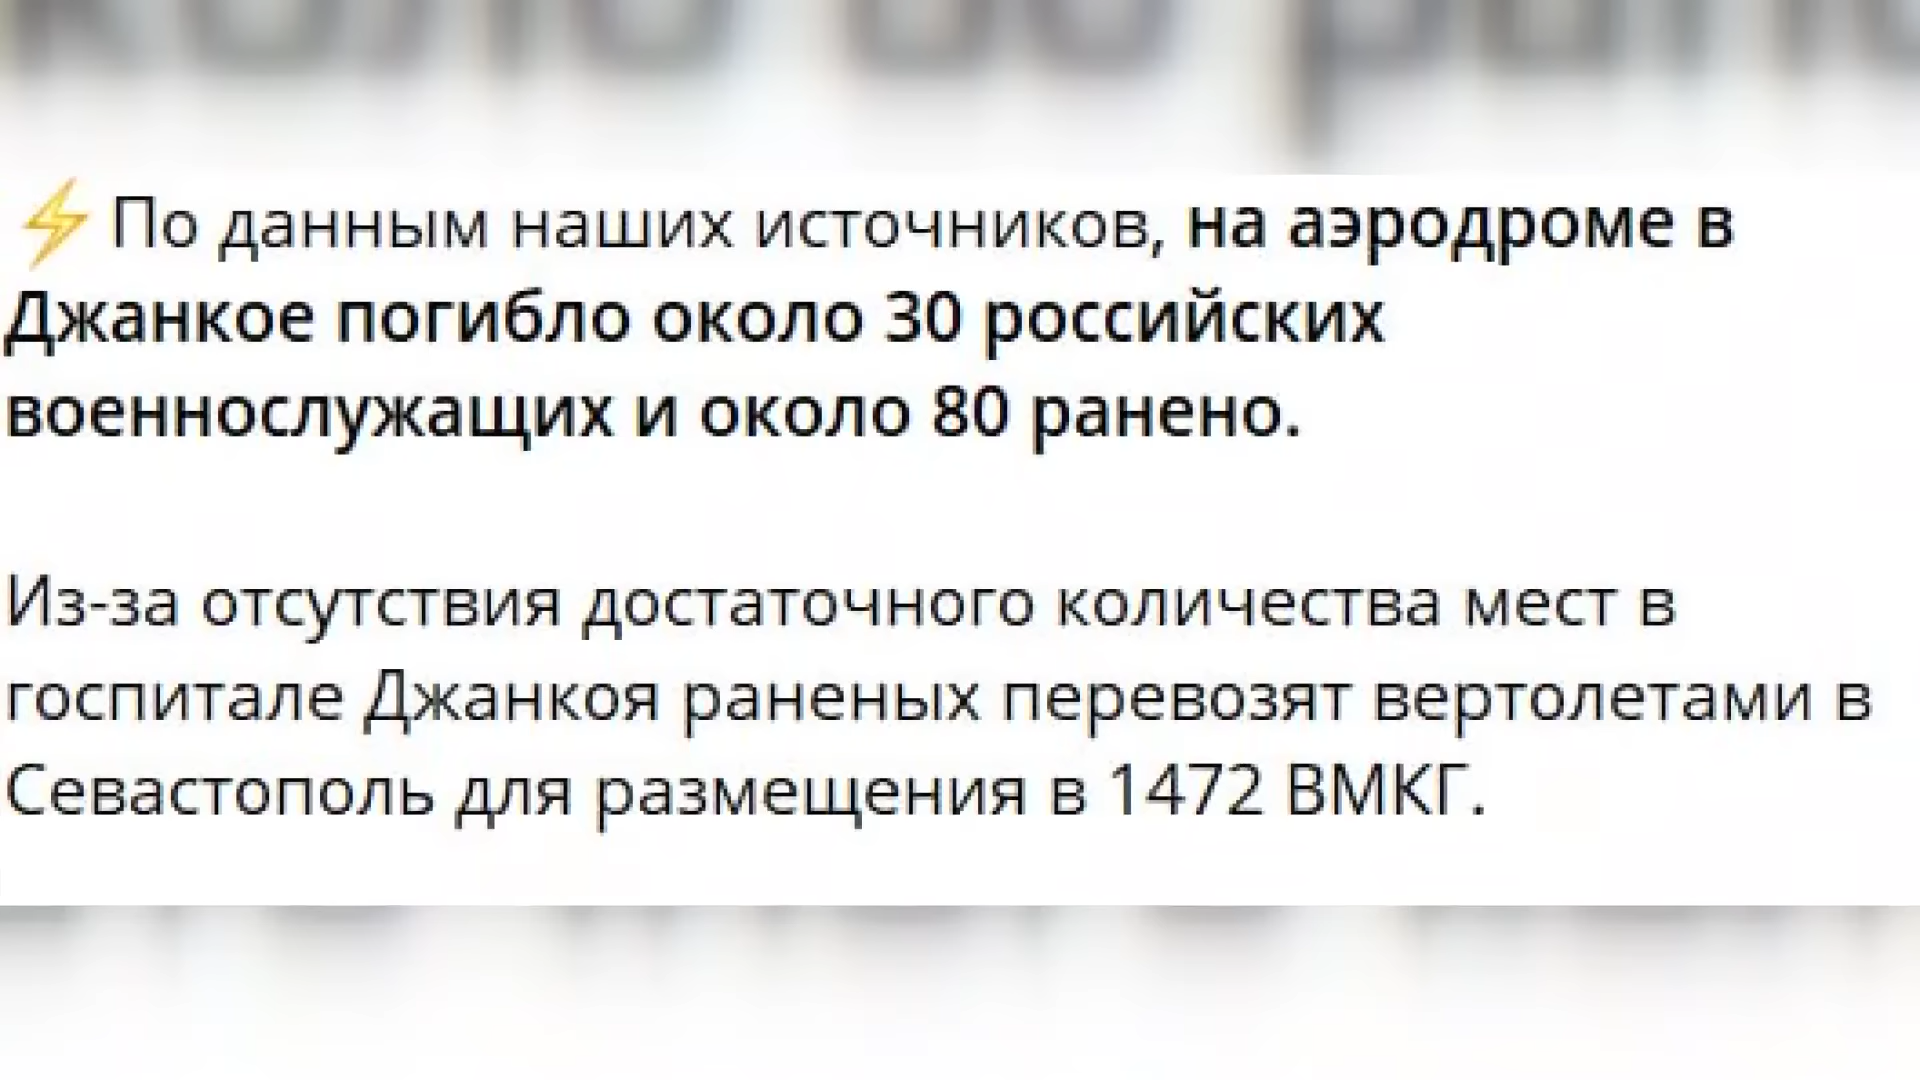 ⚡ По данным наших источников, на аэродроме в
Джанкое погибло около 30 российских
военнослужащих и около 80 ранено.
Из-за отсутствия достаточного количества мест в
госпитале Джанкоя раненых перевозят вертолетами в
Севастополь для размещения в 1472 ВМКГ.